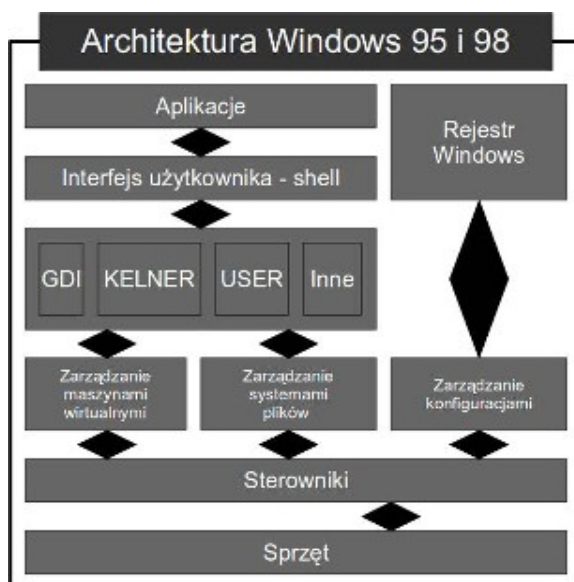 Architektura Windows 95 i 98
Aplikacje
Rejestr
Windows
Interfejs użytkownika - shell
GDI
KELNER
USER
Inne
Zarządzanie
maszynami
wirtualnymi
Zarządzanie
systemami
plików
Zarządzanie
konfiguracjami
Sterowniki
Sprzęt